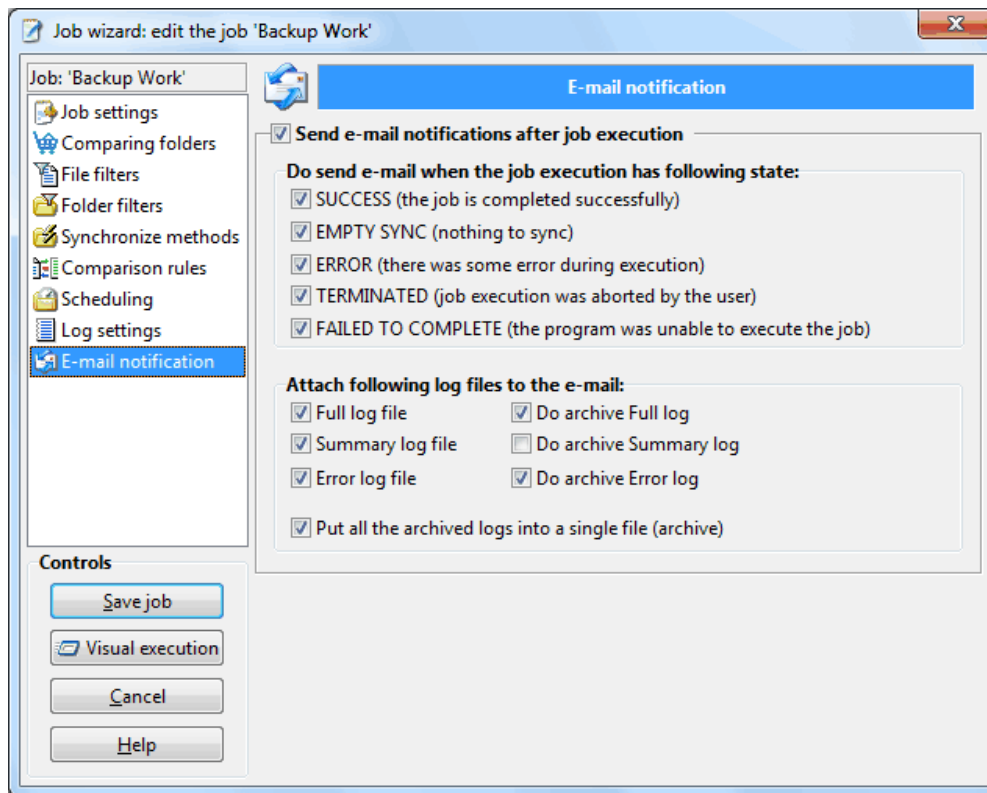 Job wizard: edit the job 'Backup Work'
Job: 'Backup Work'
Job settings
Comparing folders
File filters
Folder filters
Synchronize methods
Comparison rules
Scheduling
Log settings
E-mail notification
Controls
Save job
Visual execution
Cancel
Help
E-mail notification
Send e-mail notifications after job execution
Do send e-mail when the job execution has following state:
SUCCESS (the job is completed successfully)
EMPTY SYNC (nothing to sync)
ERROR (there was some error during execution)
TERMINATED (job execution was aborted by the user)
FAILED TO COMPLETE (the program was unable to execute the job)
Attach following log files to the e-mail:
Full log file Do archive Full log
Summary log file Do archive Summary log
Error log file Do archive Error log
Put all the archived logs into a single file (archive)